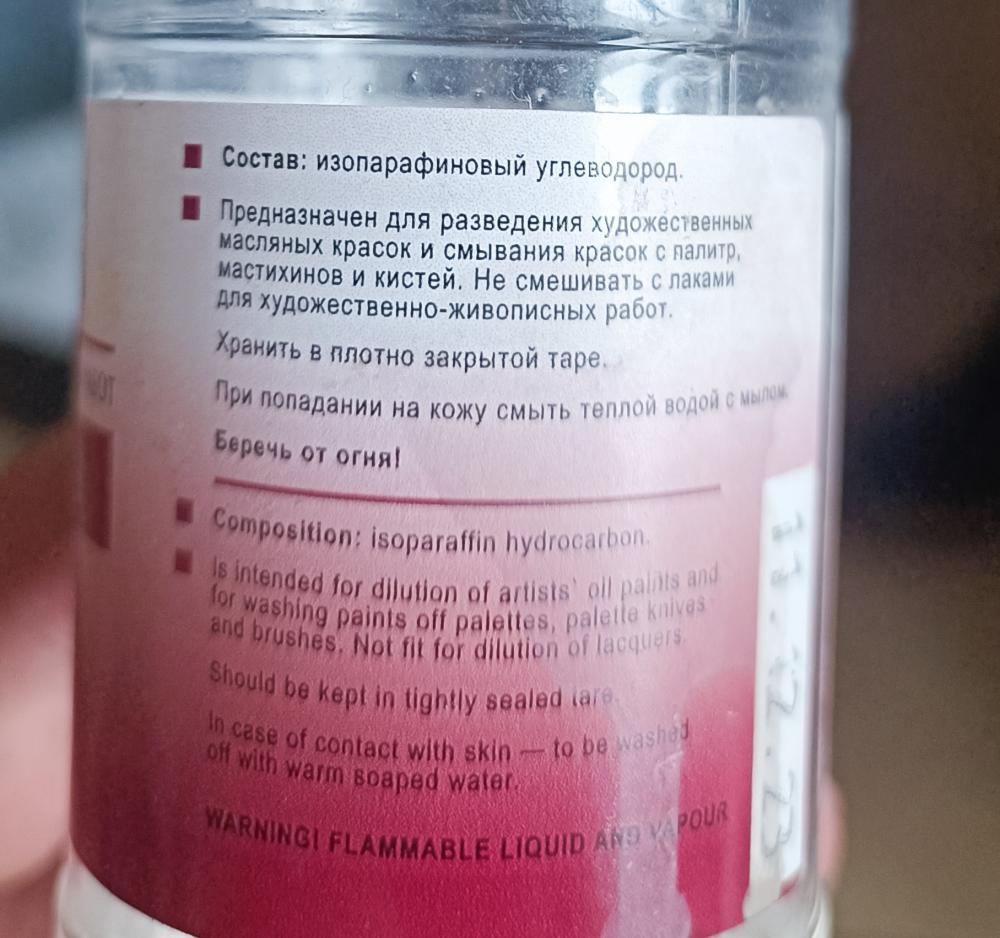 Состав: изопарафиновый углеводород.
Предназначен для разведения художественных
масляных красок и смывания красок с палитр,
мастихинов и кистей. Не смешивать с лаками
для художественно-живописных работ.
Хранить в плотно закрытой таре.
При попадании на кожу смыть теплой водой с мылом.
Беречь от огня!
Composition: isoparaffin hydrocarbon.
Is intended for dilution of artists' oil paints and
for washing paints off palettes, palette knives
and brushes. Not fit for dilution of lacquers.
Should be kept in tightly sealed tare.
In case of contact with skin — to be washed
off with warm soaped water.
WARNING! FLAMMABLE LIQUID AND VAPOUR